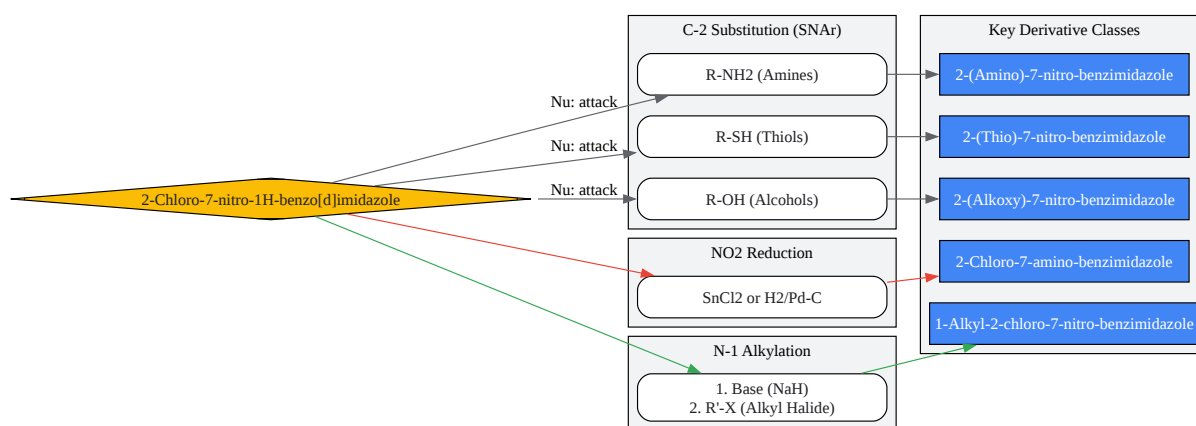 C-2 Substitution (SNAr)
Key Derivative Classes
R-NH2 (Amines)
2-(Amino)-7-nitro-benzimidazole
Nu: attack
R-SH (Thiols)
2-(Thio)-7-nitro-benzimidazole
Nu: attack
2-Chloro-7-nitro-1H-benzo[d]imidazole
Nu: attack
R-OH (Alcohols)
2-(Alkoxy)-7-nitro-benzimidazole
NO2 Reduction
2-Chloro-7-amino-benzimidazole
SnCl2 or H2/Pd-C
1-Alkyl-2-chloro-7-nitro-benzimidazole
N-1 Alkylation
1. Base (NaH)
2. R'-X (Alkyl Halide)